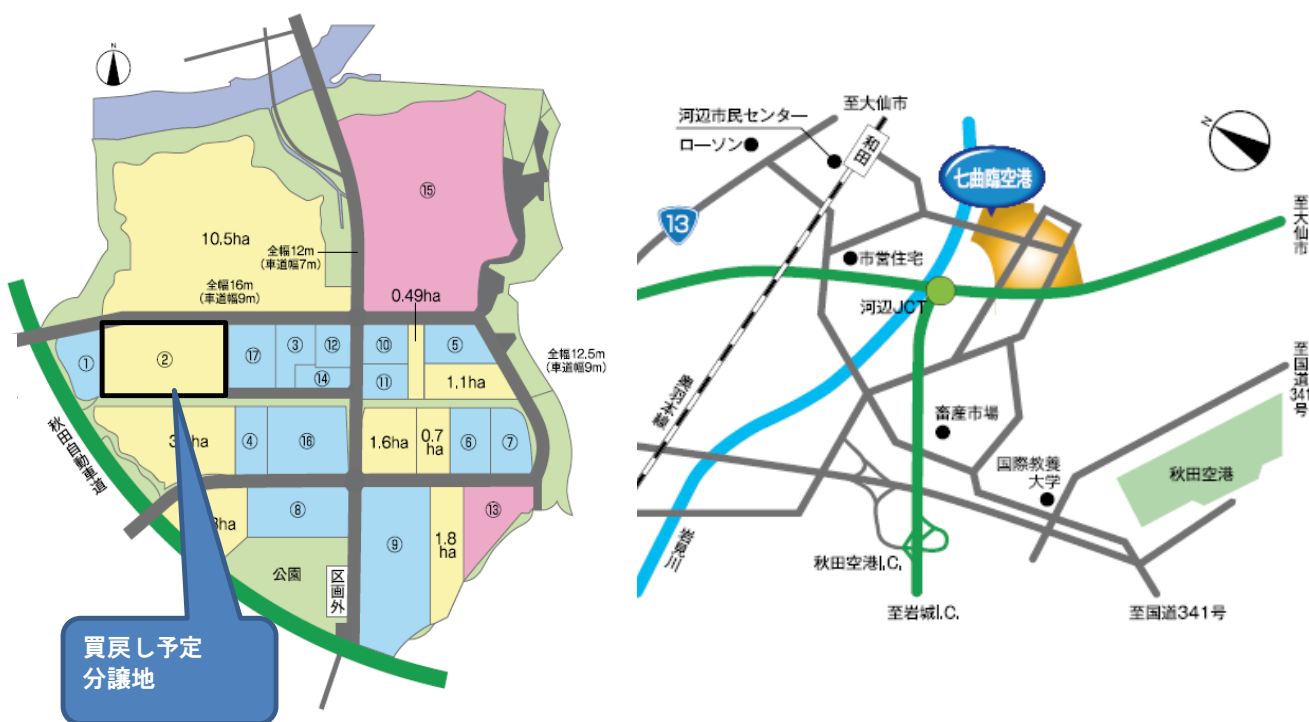 N
⑮
10.5ha
全幅12m
(車道幅7m)
全幅16m
(車道幅9m)
0.49ha
①
②
⑰
③
⑫
⑭
⑩
⑪
⑤
1.1ha
全幅12.5m
(車道幅9m)
秋田自動車道
④
⑯
1.6ha
0.7
ha
⑥
⑦
⑧
⑨
1.8
ha
⑬
公園
区画外
買戻し予定
分譲地
至大仙市
河辺市民センター
ローソン
和田
N
七曲臨空港
13
至大仙市
市営住宅
河辺JCT
奥羽本線
畜産市場
至国道341号
国際教養
大学
秋田空港
岩見川
秋田空港I.C.
至岩城I.C.
至国道341号